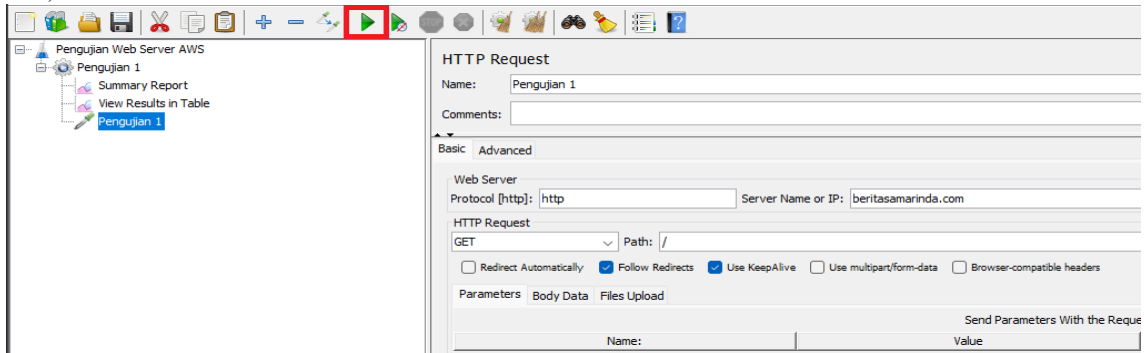 STOP
Pengujian Web Server AWS
Pengujian 1
Summary Report
View Results in Table
Pengujian 1
HTTP Request
Name: Pengujian 1
Comments:
Basic Advanced
Web Server
Protocol [http]: http Server Name or IP: beritasamarinda.com
HTTP Request
GET Path: /
Redirect Automatically Follow Redirects Use KeepAlive Use multipart/form-data Browser-compatible headers
Parameters Body Data Files Upload
Send Parameters With the Reque
Name: Value